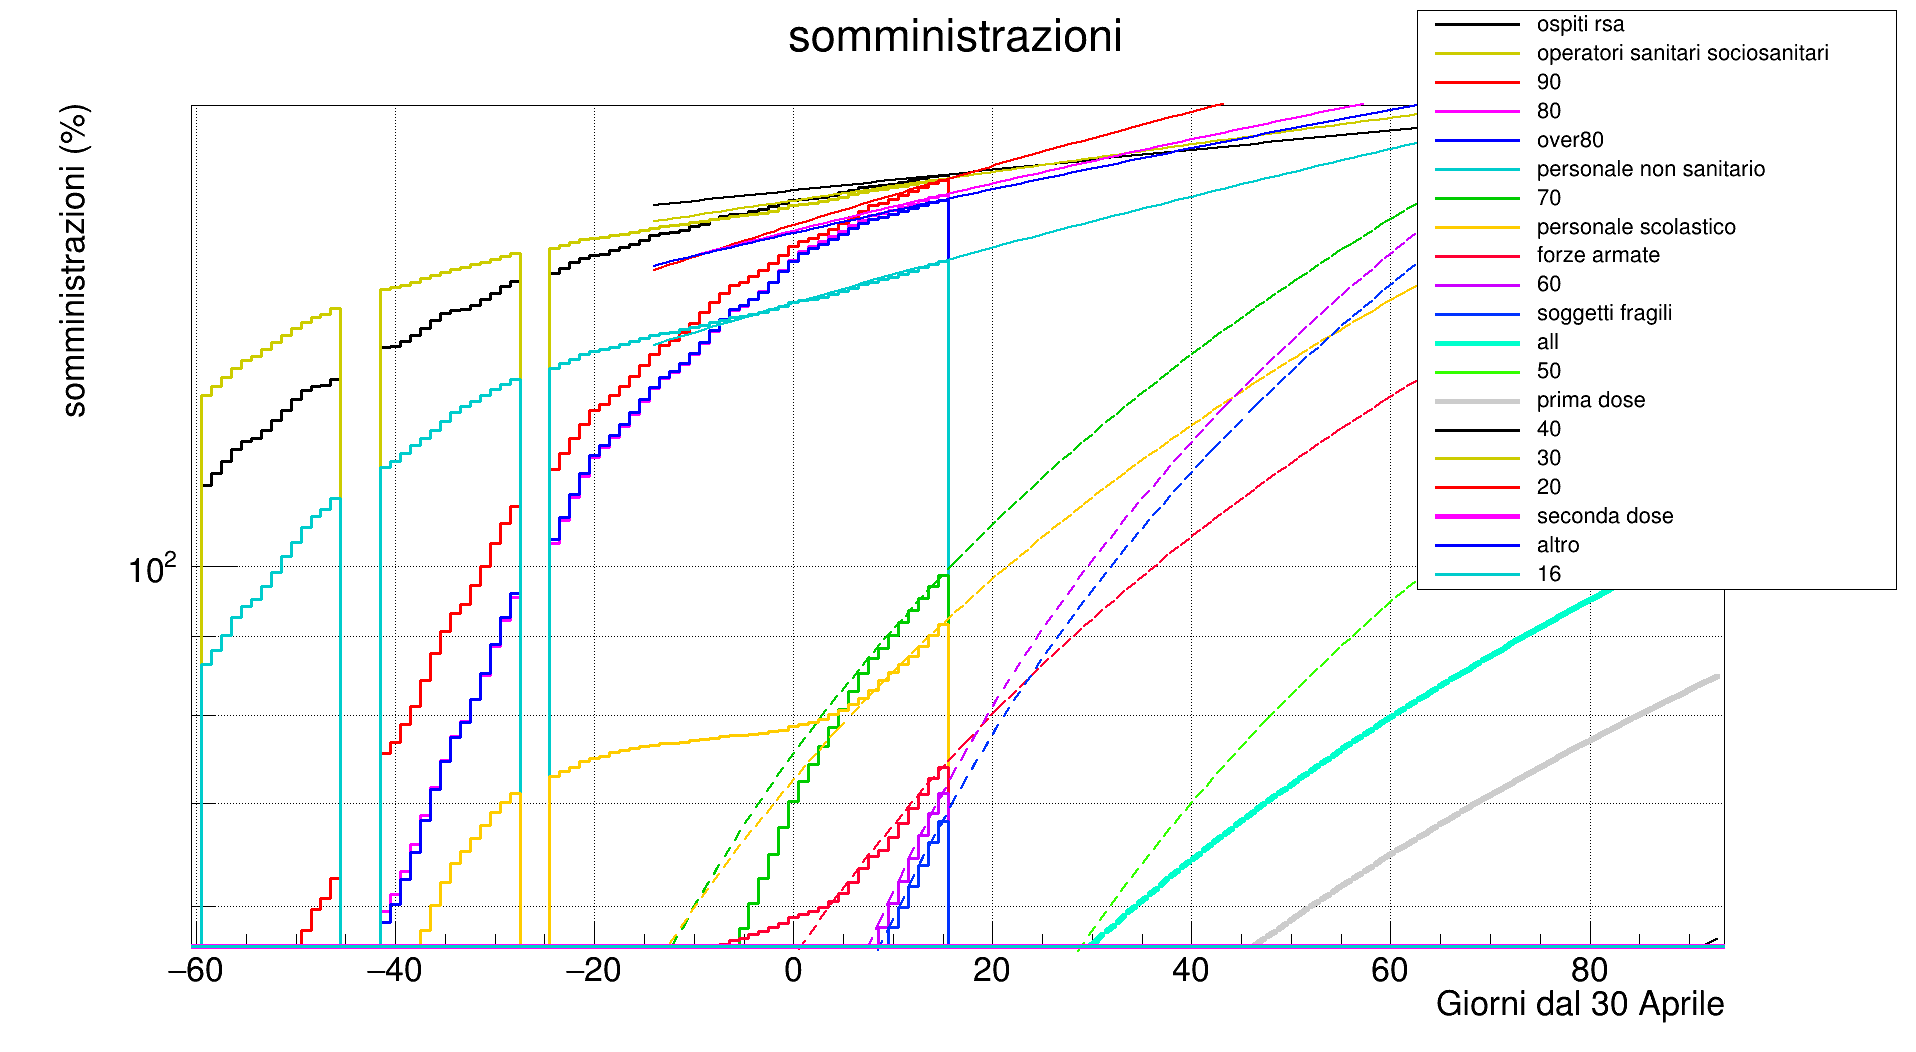 somministrazioni
somministrazioni (%)
10²
−60 −40 −20 0 20 40 60 80
Giorni dal 30 Aprile
ospiti rsa
operatori sanitari sociosanitari
90
80
over80
personale non sanitario
70
personale scolastico
forze armate
60
soggetti fragili
all
50
prima dose
40
30
20
seconda dose
altro
16